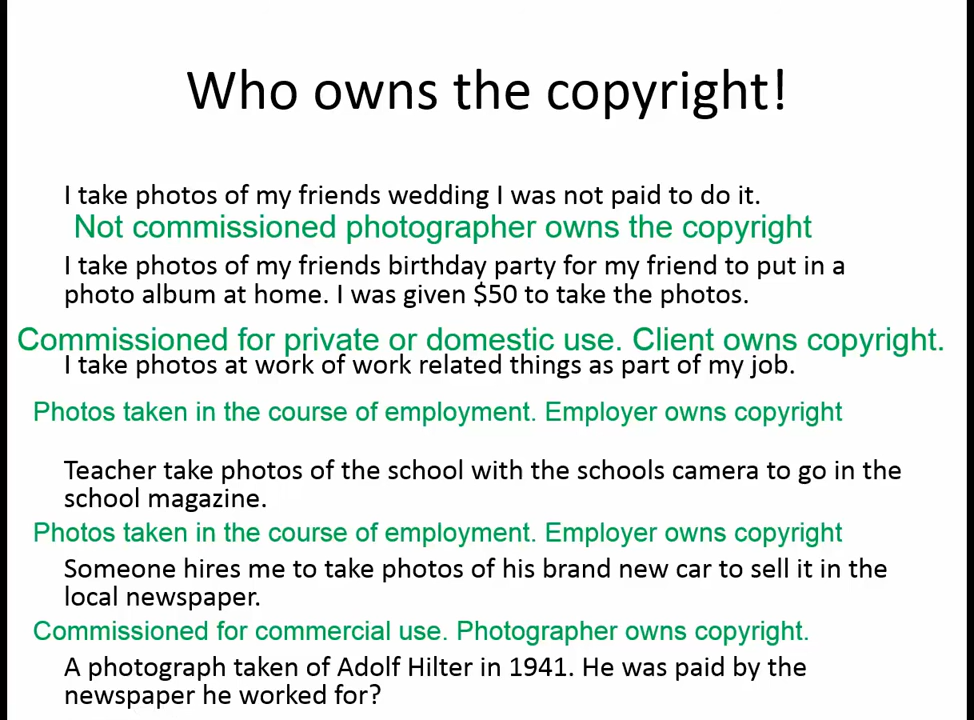 Who owns the copyright!
I take photos of my friends wedding I was not paid to do it.
Not commissioned photographer owns the copyright
I take photos of my friends birthday party for my friend to put in a
photo album at home. I was given $50 to take the photos.
Commissioned for private or domestic use. Client owns copyright.
I take photos at work of work related things as part of my job.
Photos taken in the course of employment. Employer owns copyright
Teacher take photos of the school with the schools camera to go in the
school magazine.
Photos taken in the course of employment. Employer owns copyright
Someone hires me to take photos of his brand new car to sell it in the
local newspaper.
Commissioned for commercial use. Photographer owns copyright.
A photograph taken of Adolf Hilter in 1941. He was paid by the
newspaper he worked for?